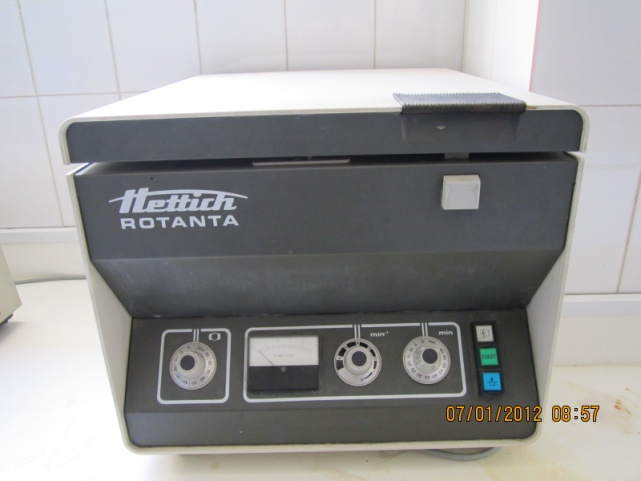 Hettich
ROTANTA
min⁻¹
min
START
07/01/2012 08:57